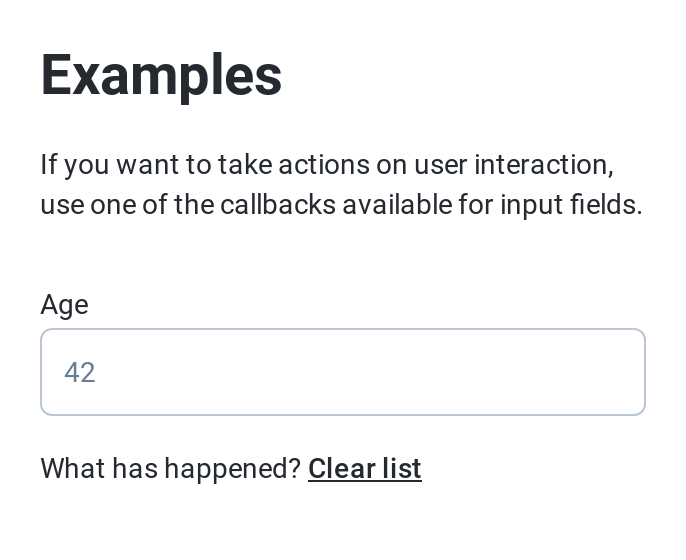 Examples
If you want to take actions on user interaction,
use one of the callbacks available for input fields.
Age
42
What has happened? Clear list